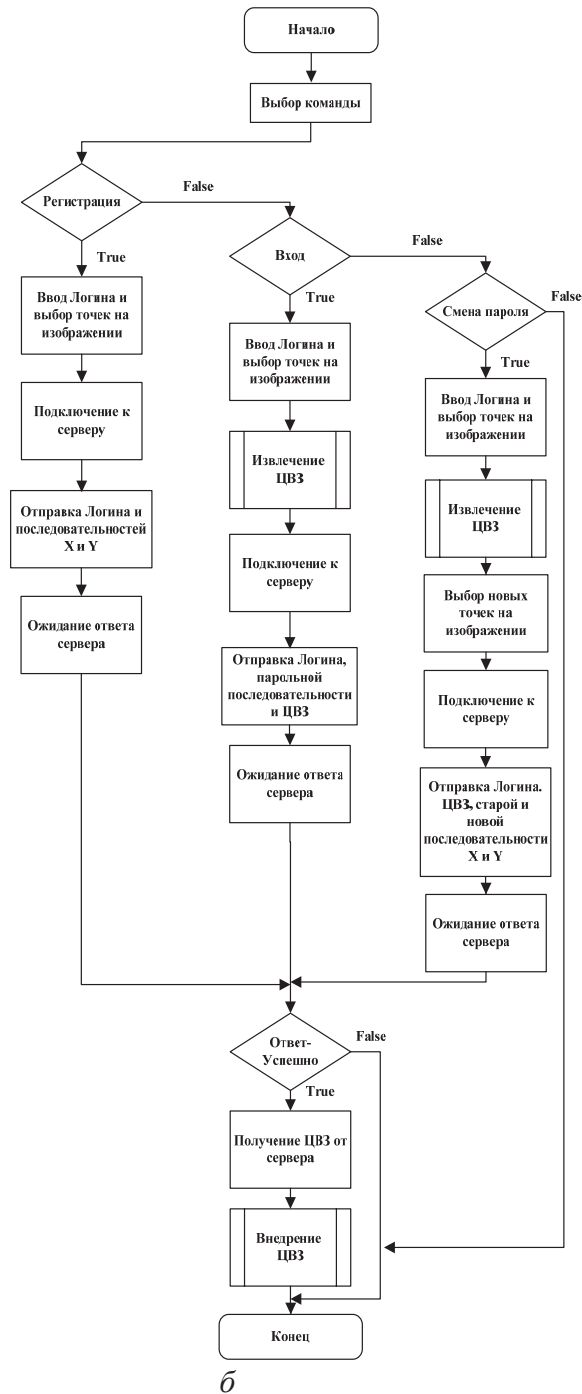 Начало
Выбор команды
Регистрация
False
True
Ввод Логина и
выбор точек на
изображении
Подключение к
серверу
Отправка Логина и
последовательностей
X и Y
Ожидание ответа
сервера
Вход
False
True
Ввод Логина и
выбор точек на
изображении
Извлечение
ЦВЗ
Подключение к
серверу
Отправка Логина,
парольной
последовательности
и ЦВЗ
Ожидание ответа
сервера
Смена пароля
False
True
Ввод Логина и
выбор точек на
изображении
Извлечение
ЦВЗ
Выбор новых
точек на
изображении
Подключение к
серверу
Отправка Логина.
ЦВЗ, старой и
новой
последовательности
X и Y
Ожидание ответа
сервера
Ответ-
Успешно
False
True
Получение ЦВЗ от
сервера
Внедрение
ЦВЗ
Конец
б